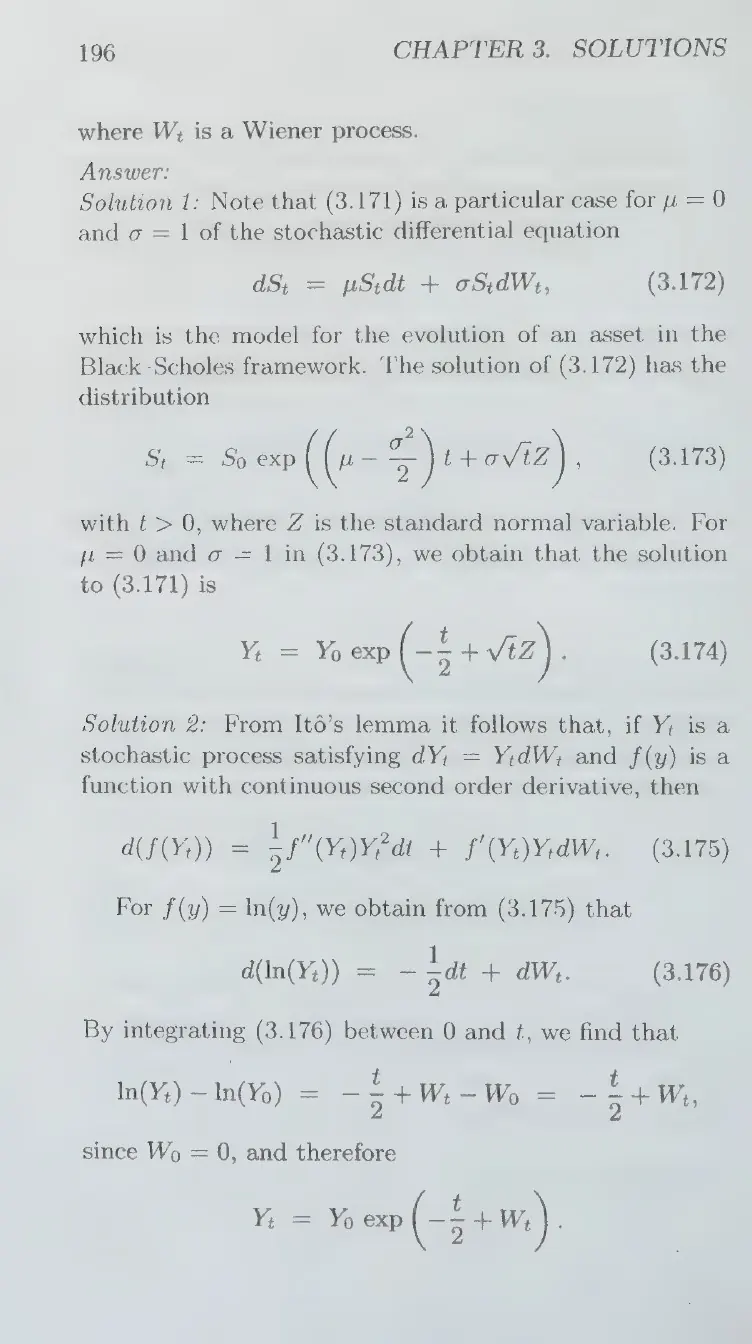 196 CHAPTER 3. SOLUTIONS
where W_t is a Wiener process.
Answer:
Solution 1: Note that (3.171) is a particular case for μ = 0
and σ = 1 of the stochastic differential equation
dS_t = μS_t dt + σS_t dW_t, (3.172)
which is the model for the evolution of an asset in the
Black-Scholes framework. The solution of (3.172) has the
distribution
S_t = S_0 exp((μ − σ²/2) t + σ√t Z), (3.173)
with t > 0, where Z is the standard normal variable. For
μ = 0 and σ = 1 in (3.173), we obtain that the solution
to (3.171) is
Y_t = Y_0 exp(−t/2 + √t Z). (3.174)
Solution 2: From Itô's lemma it follows that, if Y_t is a
stochastic process satisfying dY_t = Y_t dW_t and f(y) is a
function with continuous second order derivative, then
d(f(Y_t)) = 1/2 f''(Y_t)Y_t² dt + f'(Y_t)Y_t dW_t. (3.175)
For f(y) = ln(y), we obtain from (3.175) that
d(ln(Y_t)) = − 1/2 dt + dW_t. (3.176)
By integrating (3.176) between 0 and t, we find that
ln(Y_t) − ln(Y_0) = − t/2 + W_t − W_0 = − t/2 + W_t,
since W_0 = 0, and therefore
Y_t = Y_0 exp(−t/2 + W_t).